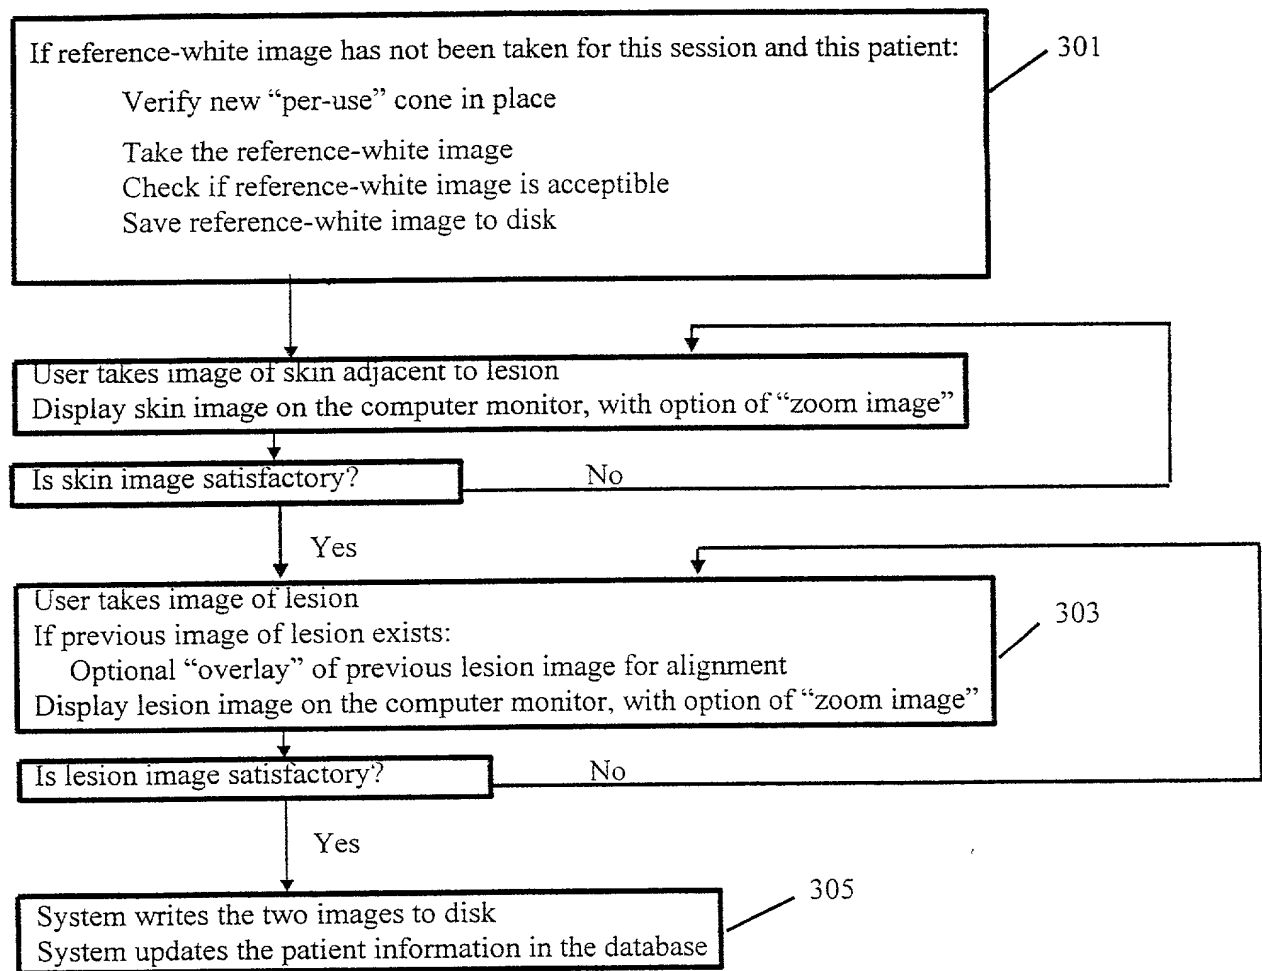 If reference-white image has not been taken for this session and this patient:
301
Verify new “per-use” cone in place
Take the reference-white image
Check if reference-white image is acceptible
Save reference-white image to disk
User takes image of skin adjacent to lesion
Display skin image on the computer monitor, with option of “zoom image”
Is skin image satisfactory?
No
Yes
User takes image of lesion
303
If previous image of lesion exists:
Optional “overlay” of previous lesion image for alignment
Display lesion image on the computer monitor, with option of “zoom image”
Is lesion image satisfactory?
No
Yes
305
System writes the two images to disk
System updates the patient information in the database